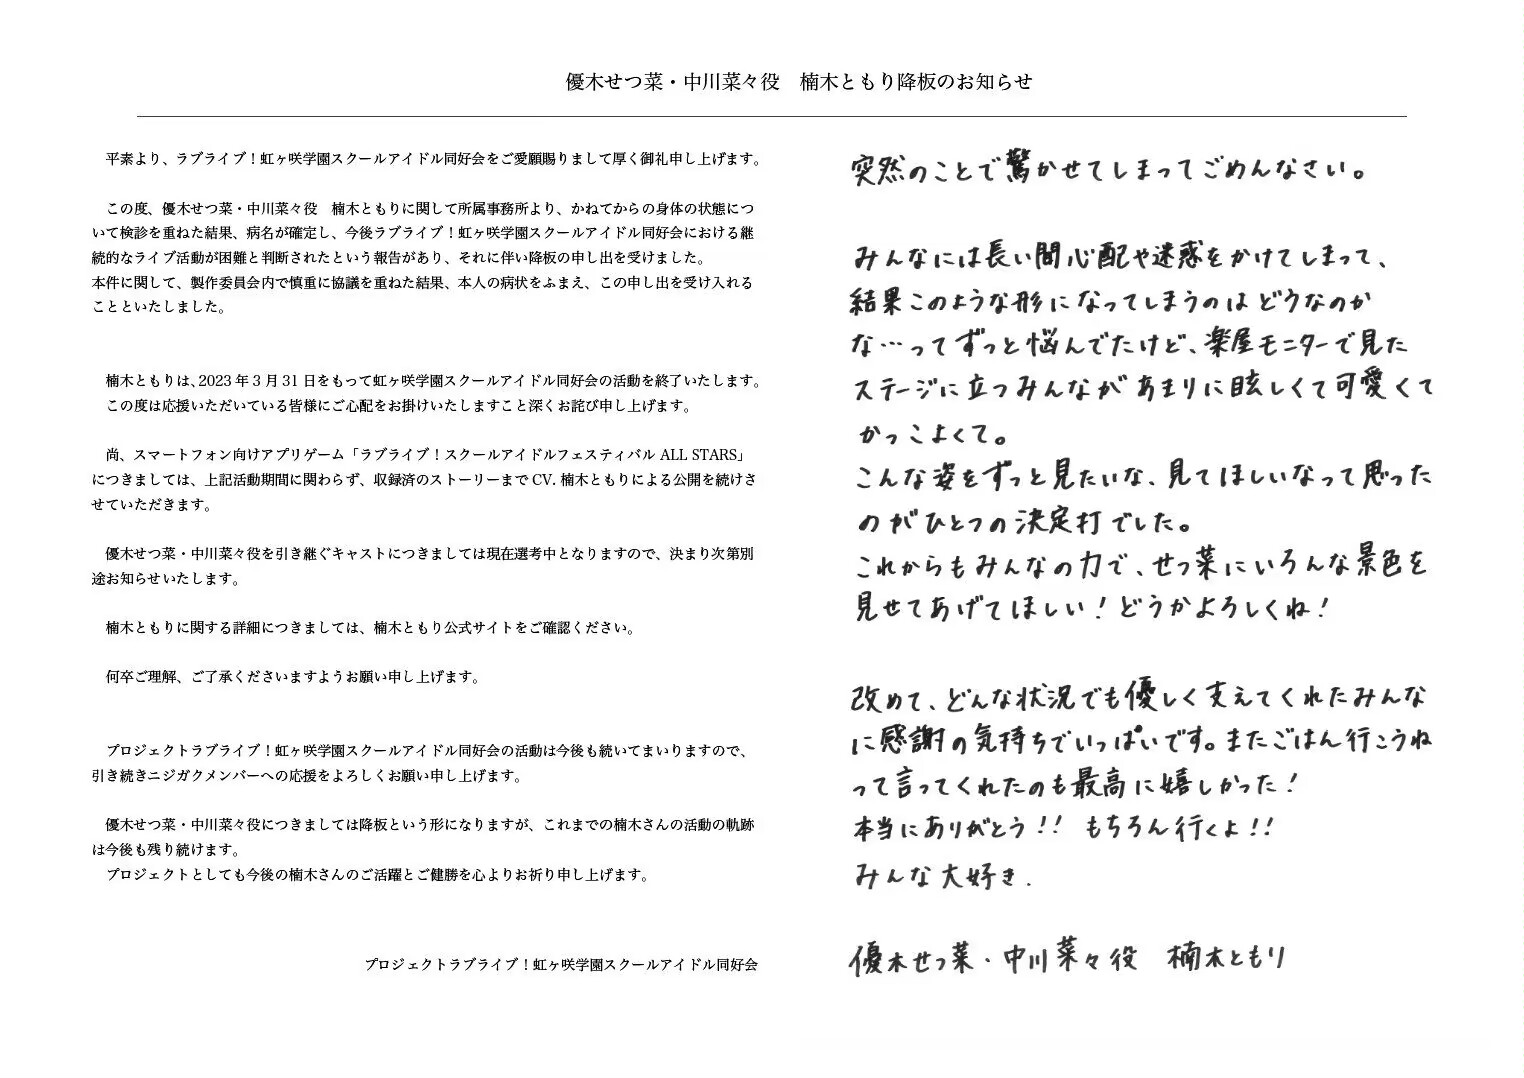 優木せつ菜・中川菜々役　楠木ともり降板のお知らせ
平素より、ラブライブ！虹ヶ咲学園スクールアイドル同好会をご愛顧賜りまして厚く御礼申し上げます。
この度、優木せつ菜・中川菜々役　楠木ともりに関して所属事務所より、かねてからの身体の状態につ
いて検診を重ねた結果、病名が確定し、今後ラブライブ！虹ヶ咲学園スクールアイドル同好会における継
続的なライブ活動が困難と判断されたという報告があり、それに伴い降板の申し出を受けました。
本件に関して、製作委員会内で慎重に協議を重ねた結果、本人の病状をふまえ、この申し出を受け入れる
ことといたしました。
楠木ともりは、2023年3月31日をもって虹ヶ咲学園スクールアイドル同好会の活動を終了いたします。
この度は応援いただいている皆様にご心配をお掛けいたしますこと深くお詫び申し上げます。
尚、スマートフォン向けアプリゲーム「ラブライブ！スクールアイドルフェスティバル ALL STARS」
につきましては、上記活動期間に関わらず、収録済のストーリーまでCV.楠木ともりによる公開を続けさ
せていただきます。
優木せつ菜・中川菜々役を引き継ぐキャストにつきましては現在選考中となりますので、決まり次第別
途お知らせいたします。
楠木ともりに関する詳細につきましては、楠木ともり公式サイトをご確認ください。
何卒ご理解、ご了承くださいますようお願い申し上げます。
プロジェクトラブライブ！虹ヶ咲学園スクールアイドル同好会の活動は今後も続いてまいりますので、
引き続きニジガクメンバーへの応援をよろしくお願い申し上げます。
優木せつ菜・中川菜々役につきましては降板という形になりますが、これまでの楠木さんの活動の軌跡
は今後も残り続けます。
プロジェクトとしても今後の楠木さんのご活躍とご健勝を心よりお祈り申し上げます。
プロジェクトラブライブ！虹ヶ咲学園スクールアイドル同好会
突然のことで驚かせてしまってごめんなさい。
みんなには長い間心配や迷惑をかけてしまって、
結果このような形になってしまうのはどうなのか
な…ってずっと悩んでたけど、楽屋モニターで見た
ステージに立つみんながあまりに眩しくて可愛くて
かっこよくて。
こんな姿をずっと見たいな、見てほしいなって思った
のがひとつの決定打でした。
これからもみんなの力で、せつ菜にいろんな景色を
見せてあげてほしい！どうかよろしくね！
改めて、どんな状況でも優しく支えてくれたみんな
に感謝の気持ちでいっぱいです。またごはん行こうね
って言ってくれたのも最高に嬉しかった！
本当にありがとう!!　もちろん行くよ!!
みんな大好き.
優木せつ菜・中川菜々役　楠木ともり